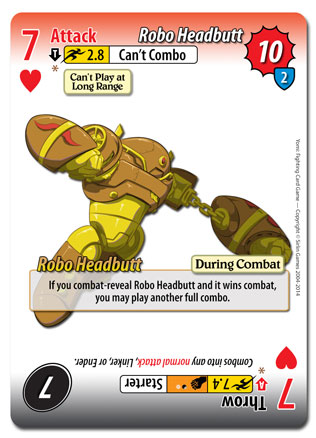 7 Attack Robo Headbutt
2.8 Can't Combo
10
2
Can't Play at
Long Range
Yomi Fighting Card Game — Copyright © Sirlin Games 2004-2014
Robo Headbutt During Combat
If you combat-reveal Robo Headbutt and it wins combat,
you may play another full combo.
7 Throw
7.4 Starter
Combos into any normal attack, Linker, or Ender.
7